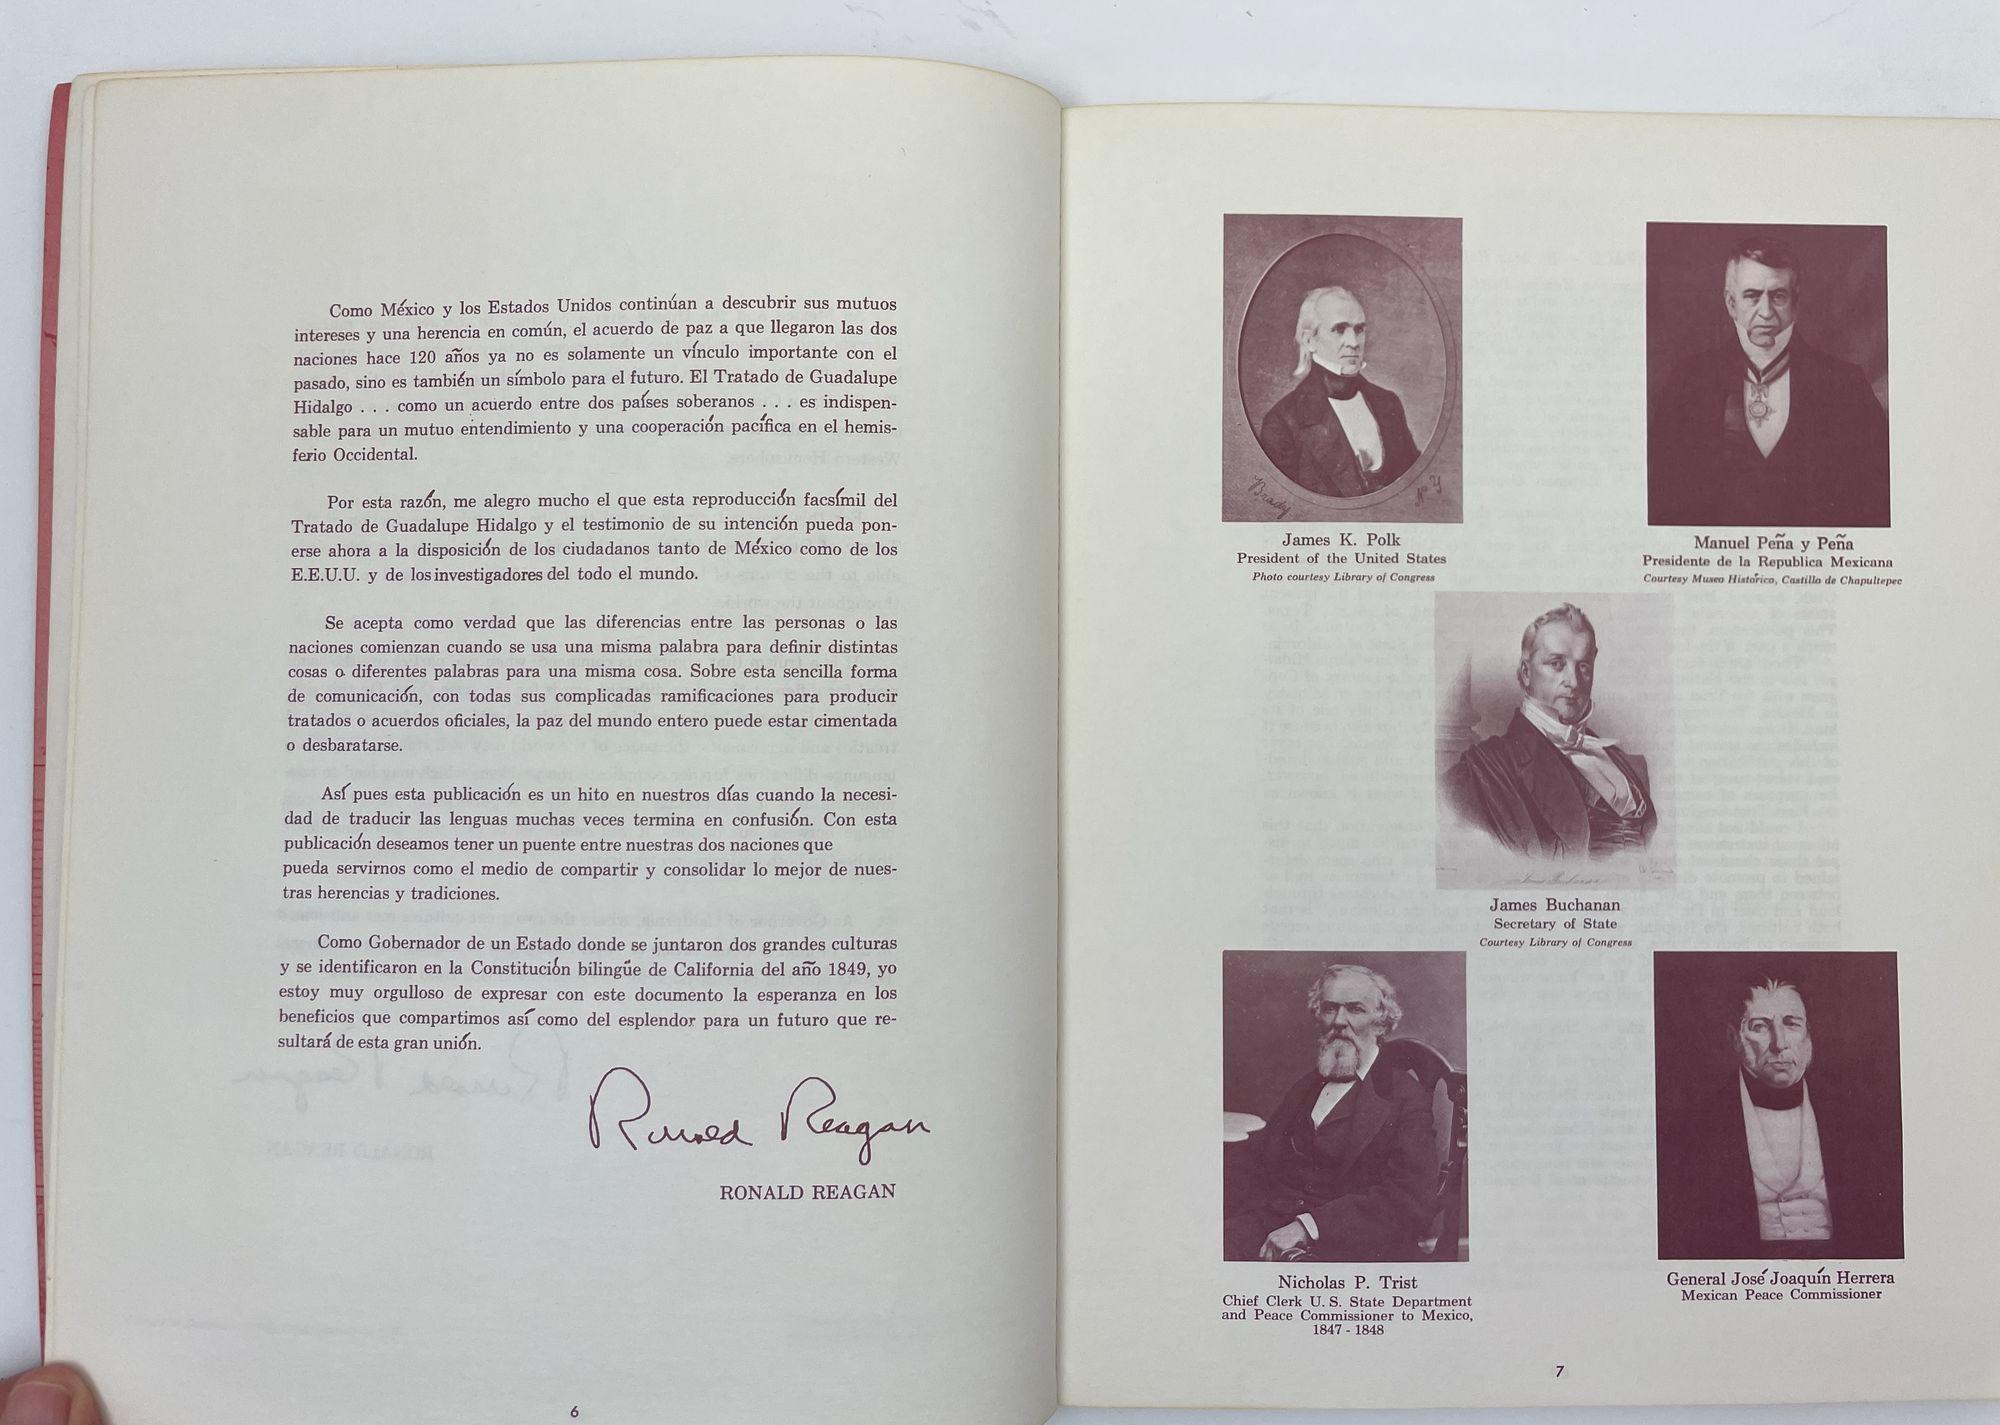 Como México y los Estados Unidos continúan a descubrir sus mutuos
intereses y una herencia en común, el acuerdo de paz a que llegaron las dos
naciones hace 120 años ya no es solamente un vínculo importante con el
pasado, sino es también un símbolo para el futuro. El Tratado de Guadalupe
Hidalgo . . . como un acuerdo entre dos países soberanos . . . es indispen-
sable para un mutuo entendimiento y una cooperación pacífica en el hemis-
ferio Occidental.
Por esta razón, me alegro mucho el que esta reproducción facsímil del
Tratado de Guadalupe Hidalgo y el testimonio de su intención pueda pon-
erse ahora a la disposición de los ciudadanos tanto de México como de los
E.E.U.U. y de los investigadores del todo el mundo.
Se acepta como verdad que las diferencias entre las personas o las
naciones comienzan cuando se usa una misma palabra para definir distintas
cosas o diferentes palabras para una misma cosa. Sobre esta sencilla forma
de comunicación, con todas sus complicadas ramificaciones para producir
tratados o acuerdos oficiales, la paz del mundo entero puede estar cimentada
o desbaratarse.
Así pues esta publicación es un hito en nuestros días cuando la necesi-
dad de traducir las lenguas muchas veces termina en confusión. Con esta
publicación deseamos tener un puente entre nuestras dos naciones que
pueda servirnos como el medio de compartir y consolidar lo mejor de nues-
tras herencias y tradiciones.
Como Gobernador de un Estado donde se juntaron dos grandes culturas
y se identificaron en la Constitución bilingüe de California del año 1849, yo
estoy muy orgulloso de expresar con este documento la esperanza en los
beneficios que compartimos así como del esplendor para un futuro que re-
sultará de esta gran unión.
Ronald Reagan
RONALD REAGAN
6
Brady
N Y
James K. Polk
President of the United States
Photo courtesy Library of Congress
Manuel Peña y Peña
Presidente de la Republica Mexicana
Courtesy Museo Histórico, Castillo de Chapultepec
James Buchanan
Secretary of State
Courtesy Library of Congress
Nicholas P. Trist
Chief Clerk U. S. State Department
and Peace Commissioner to Mexico,
1847 - 1848
General José Joaquín Herrera
Mexican Peace Commissioner
7